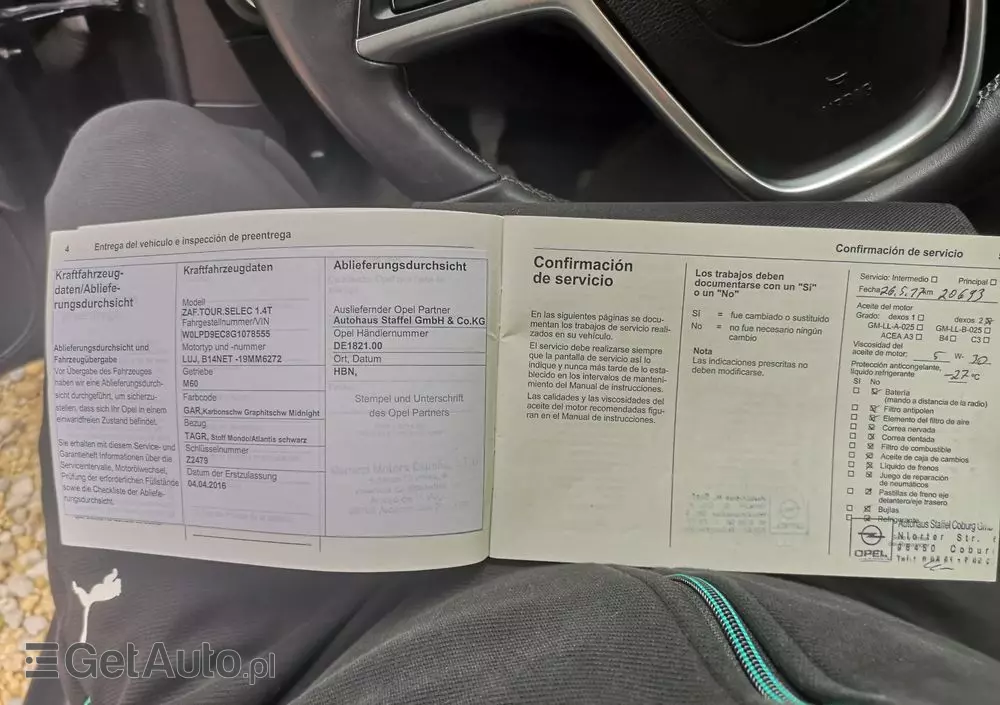 4 Entrega del vehículo e inspección de preentrega
Kraftfahrzeug-
daten/Abliefe-
rungsdurchsicht
Ablieferungsdurchsicht und
Fahrzeugübergabe
Vor Übergabe des Fahrzeuges
haben wir eine Ablieferungsdurch-
sicht durchgeführt, um sicherzu-
stellen, dass sich Ihr Opel in einem
einwandfreien Zustand befindet.
Sie erhalten mit diesem Service- und
Garantieheft Informationen über die
Serviceintervalle, Motorölwechsel,
Prüfung der erforderlichen Füllstände
sowie die Checkliste der Abliefe-
rungsdurchsicht.
Kraftfahrzeugdaten
Modell
ZAF.TOUR.SELEC 1.4T
Fahrgestellnummer/VIN
W0LPD9EC8G1078555
Motortyp und -nummer
LUJ, B14NET -19MM6272
Getriebe
M60
Farbcode
GAR,Karbonschw Graphitschw Midnight
Bezug
TAGR, Stoff Mondo/Atlantis schwarz
Schlüsselnummer
Z2479
Datum der Erstzulassung
04.04.2016
Ablieferungsdurchsicht
Ausliefernder Opel Partner
Autohaus Staffel GmbH & Co.KG
Opel Händlernummer
DE1821.00
Ort, Datum
HBN,
Stempel und Unterschrift
des Opel Partners
Confirmación de servicio
Confirmación
de servicio
En las siguientes páginas se docu-
mentan los trabajos de servicio reali-
zados en su vehículo.
El servicio debe realizarse siempre
que la pantalla de servicio así lo
indique y nunca más tarde de lo esta-
blecido en los intervalos de manteni-
miento del Manual de instrucciones.
Las calidades y las viscosidades del
aceite del motor recomendadas figu-
ran en el Manual de instrucciones.
Los trabajos deben
documentarse con un "Sí"
o un "No"
Sí = fue cambiado o sustituido
No = no fue necesario ningún
cambio
Nota
Las indicaciones prescritas no
deben modificarse.
Servicio: Intermedio Principal
Fecha 26.5.17 km 20693
Aceite del motor
Grado: dexos 1 dexos 2
GM-LL-A-025 GM-LL-B-025
ACEA A3 B4 C3
Viscosidad del
aceite de motor: 5 W- 30
Protección anticongelante,
líquido refrigerante -27 °C
Sí No
Batería
(mando a distancia de la radio)
Filtro antipolen
Elemento del filtro de aire
Correa nervada
Correa dentada
Filtro de combustible
Aceite de caja de cambios
Líquido de frenos
Juego de reparación
de neumáticos
Pastillas de freno eje
delantero/eje trasero
Bujías
Refrigerante
Autohaus Staffel Coburg
OPEL
GetAuto.pl